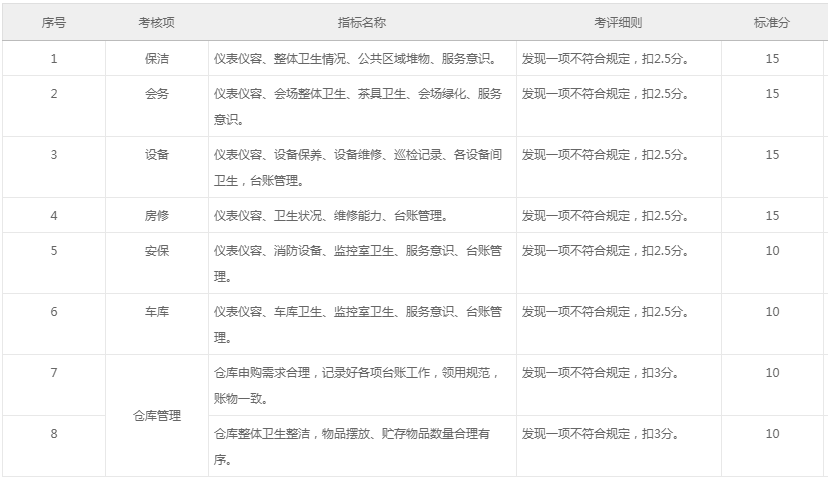 序号 考核项 指标名称 考评细则 标准分
1 保洁 仪表仪容、整体卫生情况、公共区域堆物、服务意识。 发现一项不符合规定，扣2.5分。 15
2 会务 仪表仪容、会场整体卫生、茶具卫生、会场绿化、服务 发现一项不符合规定，扣2.5分。 15
意识。
3 设备 仪表仪容、设备保养、设备维修、巡检记录、各设备间 发现一项不符合规定，扣2.5分。 15
卫生，台账管理。
4 房修 仪表仪容、卫生状况、维修能力、台账管理。 发现一项不符合规定，扣2.5分。 15
5 安保 仪表仪容、消防设备、监控室卫生、服务意识、台账管 发现一项不符合规定，扣2.5分。 10
理。
6 车库 仪表仪容、车库卫生、监控室卫生、服务意识、台账管 发现一项不符合规定，扣2.5分。 10
理。
7 仓库申购需求合理，记录好各项台账工作，领用规范， 发现一项不符合规定，扣3分。 10
账物一致。
仓库管理
8 仓库整体卫生整洁，物品摆放、贮存物品数量合理有 发现一项不符合规定，扣3分。 10
序。